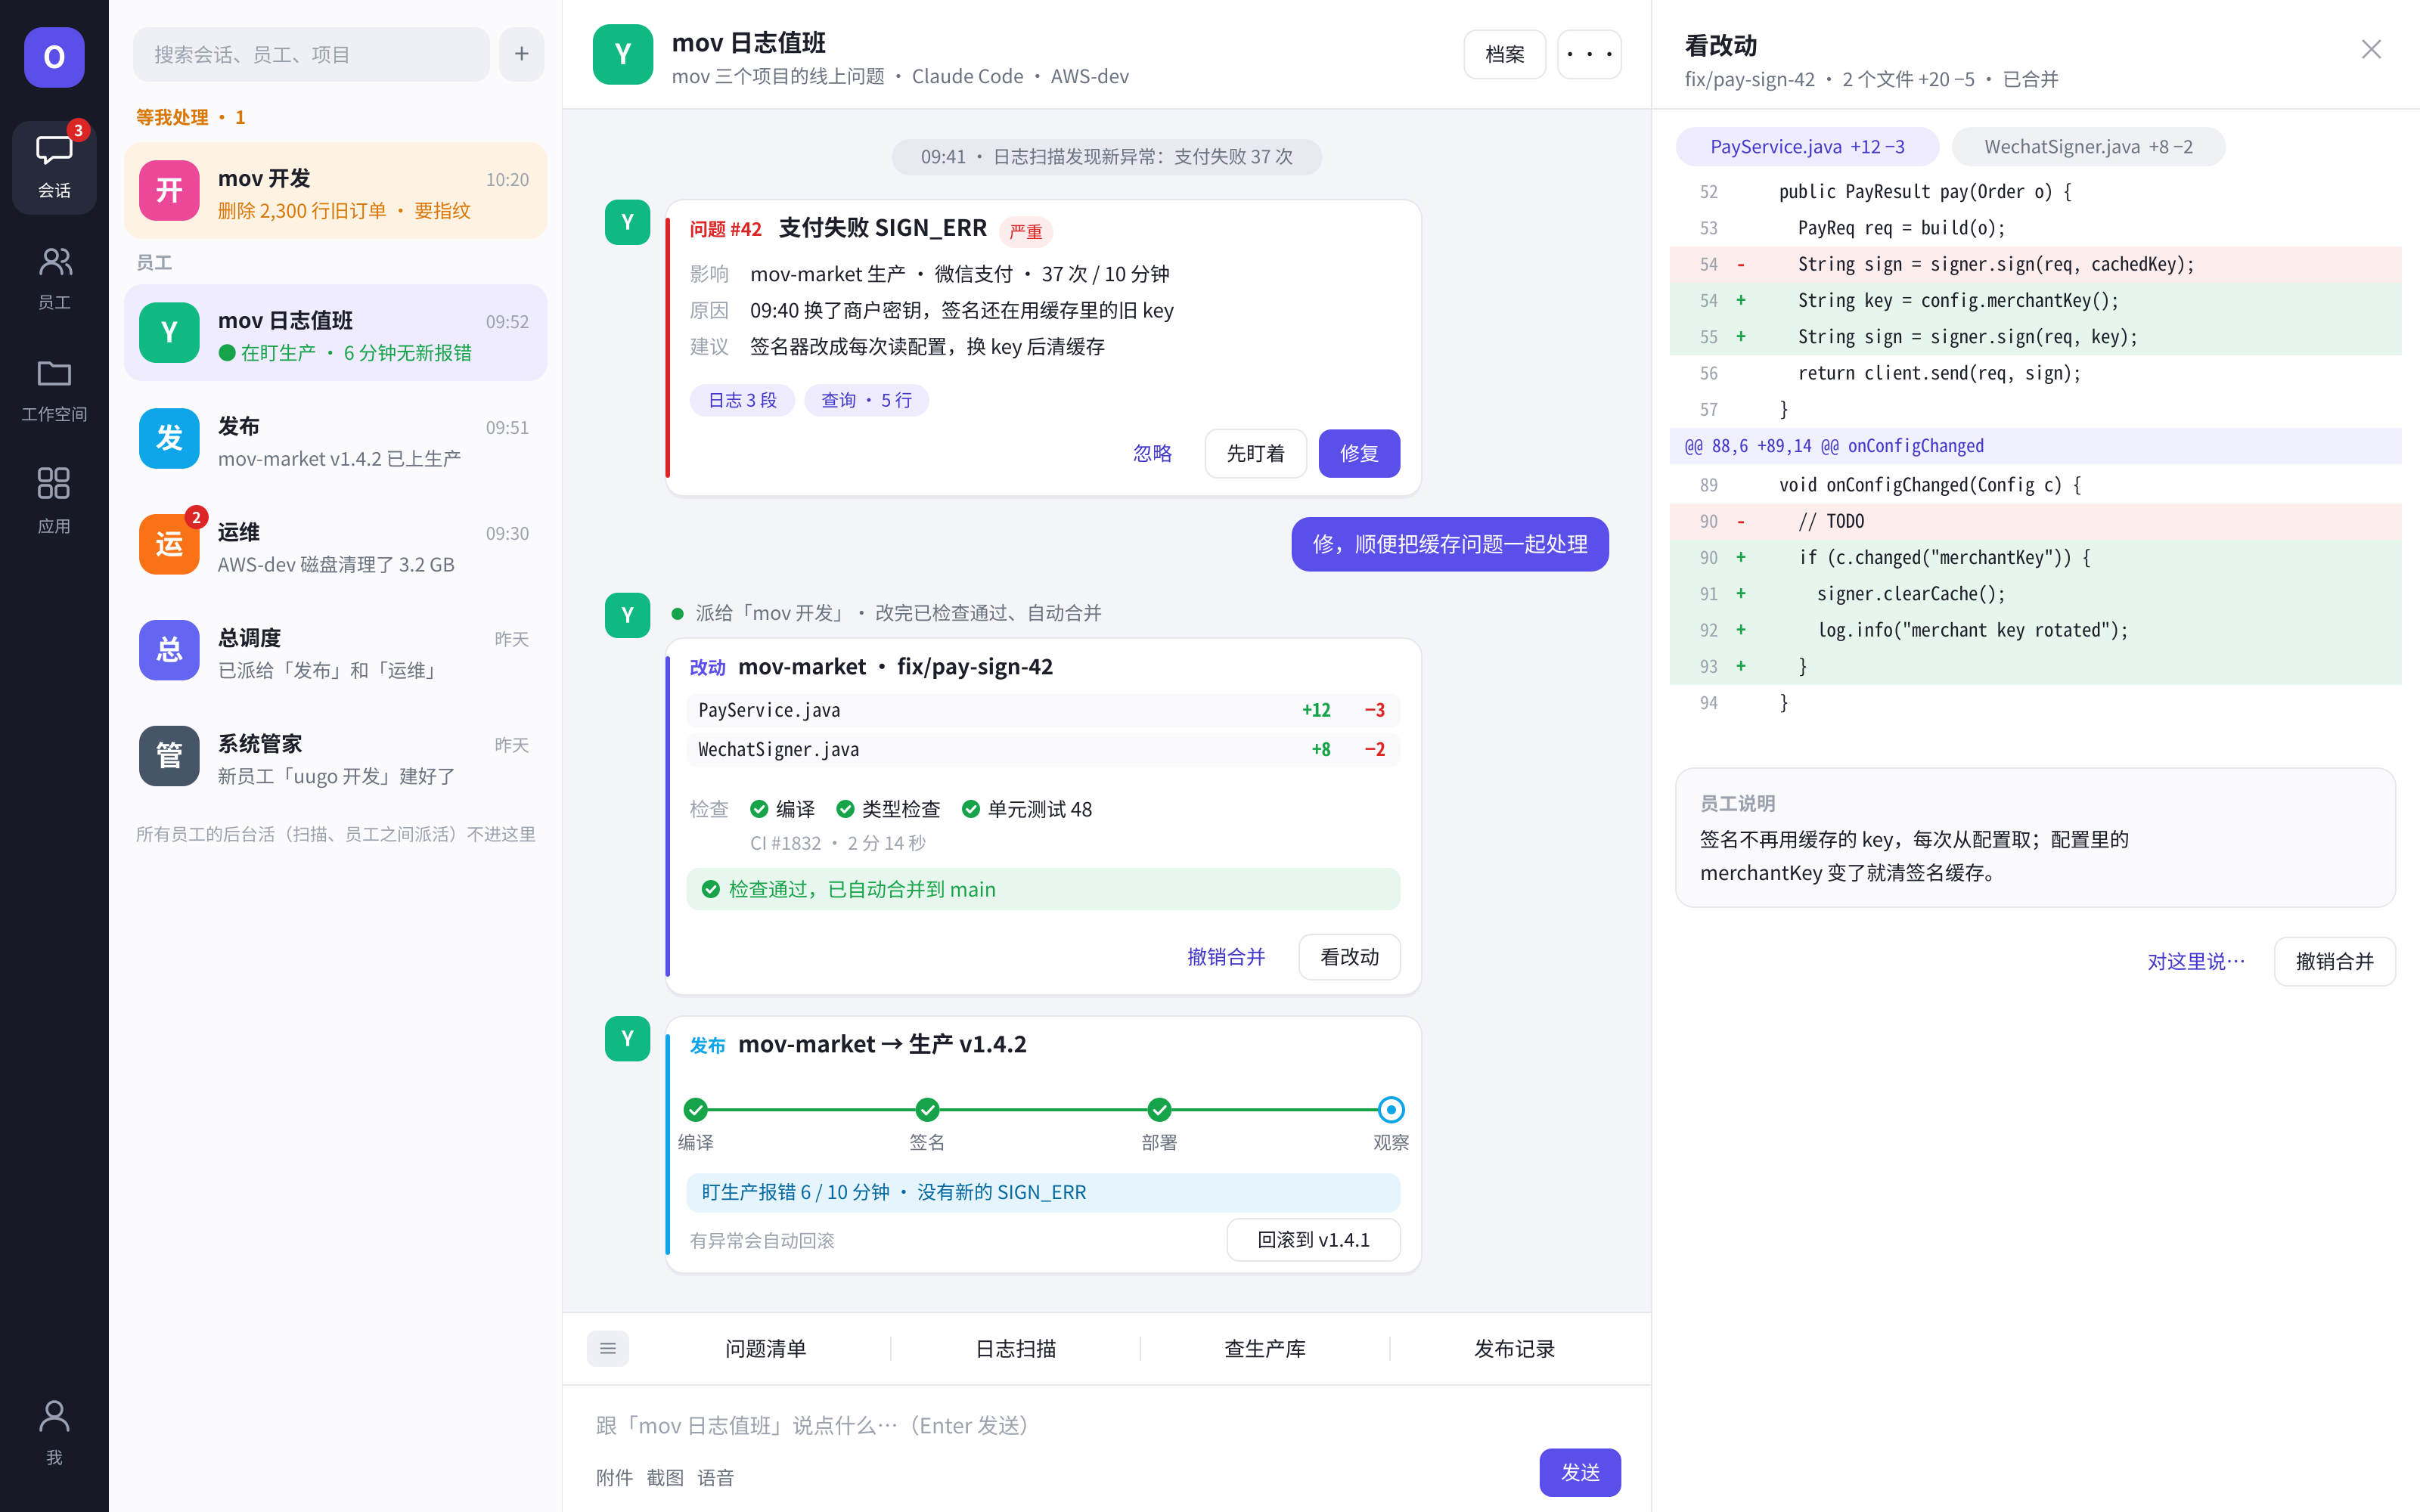 O
3
会话
员工
工作空间
应用
我
搜索会话、员工、项目
+
等我处理 · 1
开
mov 开发
10:20
删除 2,300 行旧订单 · 要指纹
员工
Y
mov 日志值班
09:52
在盯生产 · 6 分钟无新报错
发
发布
09:51
mov-market v1.4.2 已上生产
运
2
运维
09:30
AWS-dev 磁盘清理了 3.2 GB
总
总调度
昨天
已派给「发布」和「运维」
管
系统管家
昨天
新员工「uugo 开发」建好了
所有员工的后台活（扫描、员工之间派活）不进这里
Y
mov 日志值班
mov 三个项目的线上问题 · Claude Code · AWS-dev
档案
···
09:41 · 日志扫描发现新异常：支付失败 37 次
Y
问题 #42 支付失败 SIGN_ERR 严重
影响 mov-market 生产 · 微信支付 · 37 次 / 10 分钟
原因 09:40 换了商户密钥，签名还在用缓存里的旧 key
建议 签名器改成每次读配置，换 key 后清缓存
日志 3 段 查询 · 5 行
忽略 先盯着 修复
修，顺便把缓存问题一起处理
Y
派给「mov 开发」 · 改完已检查通过、自动合并
改动 mov-market · fix/pay-sign-42
PayService.java +12 −3
WechatSigner.java +8 −2
检查 编译 类型检查 单元测试 48
CI #1832 · 2 分 14 秒
检查通过，已自动合并到 main
撤销合并 看改动
Y
发布 mov-market → 生产 v1.4.2
编译 签名 部署 观察
盯生产报错 6 / 10 分钟 · 没有新的 SIGN_ERR
有异常会自动回滚 回滚到 v1.4.1
问题清单 日志扫描 查生产库 发布记录
跟「mov 日志值班」说点什么…（Enter 发送）
附件 截图 语音
发送
看改动
fix/pay-sign-42 · 2 个文件 +20 −5 · 已合并
PayService.java +12 −3 WechatSigner.java +8 −2
52 public PayResult pay(Order o) {
53 PayReq req = build(o);
54 - String sign = signer.sign(req, cachedKey);
54 + String key = config.merchantKey();
55 + String sign = signer.sign(req, key);
56 return client.send(req, sign);
57 }
@@ 88,6 +89,14 @@ onConfigChanged
89 void onConfigChanged(Config c) {
90 - // TODO
90 + if (c.changed("merchantKey")) {
91 + signer.clearCache();
92 + log.info("merchant key rotated");
93 + }
94 }
员工说明
签名不再用缓存的 key，每次从配置取；配置里的
merchantKey 变了就清签名缓存。
对这里说… 撤销合并